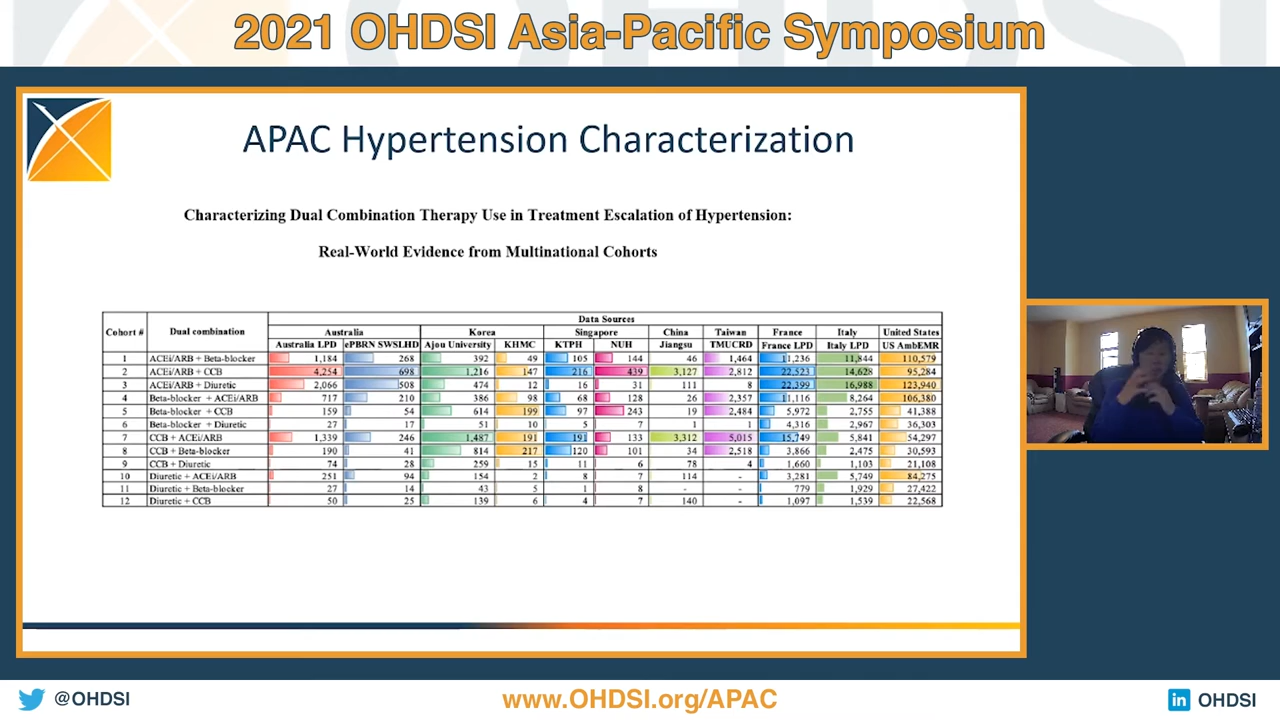 2021 OHDSI Asia-Pacific Symposium
APAC Hypertension Characterization
Characterizing Dual Combination Therapy Use in Treatment Escalation of Hypertension:
Real-World Evidence from Multinational Cohorts
Cohort # Dual combination Data Sources
Australia Korea Singapore China Taiwan France Italy United States
Australia LPD ePBRN SWSLHD Ajou University KHMC KTPH NUH Jiangsu TMUCRD France LPD Italy LPD US AmbEMR
1 ACEi/ARB + Beta-blocker 1,184 268 392 49 105 144 46 1,464 11,236 11,844 110,579
2 ACEi/ARB + CCB 4,254 698 1,216 147 216 439 3,127 2,812 22,523 14,628 95,284
3 ACEi/ARB + Diuretic 2,066 508 474 12 16 31 111 8 22,399 16,988 123,940
4 Beta-blocker + ACEi/ARB 717 210 386 98 68 128 26 2,357 11,116 8,264 106,380
5 Beta-blocker + CCB 159 54 614 199 97 243 19 2,484 5,972 2,755 41,388
6 Beta-blocker + Diuretic 27 17 51 10 5 7 1 1 4,316 2,967 36,303
7 CCB + ACEi/ARB 1,339 246 1,487 191 191 133 3,312 5,015 15,749 5,841 54,297
8 CCB + Beta-blocker 190 41 814 217 120 101 34 2,518 3,866 2,475 30,593
9 CCB + Diuretic 74 28 259 15 11 6 78 4 1,660 1,103 21,108
10 Diuretic + ACEi/ARB 251 94 154 2 8 7 114 - 3,281 5,749 84,275
11 Diuretic + Beta-blocker 27 14 43 5 1 8 - - 779 1,929 27,422
12 Diuretic + CCB 50 25 139 6 4 7 140 - 1,097 1,539 22,568
@OHDSI
www.OHDSI.org/APAC
in OHDSI